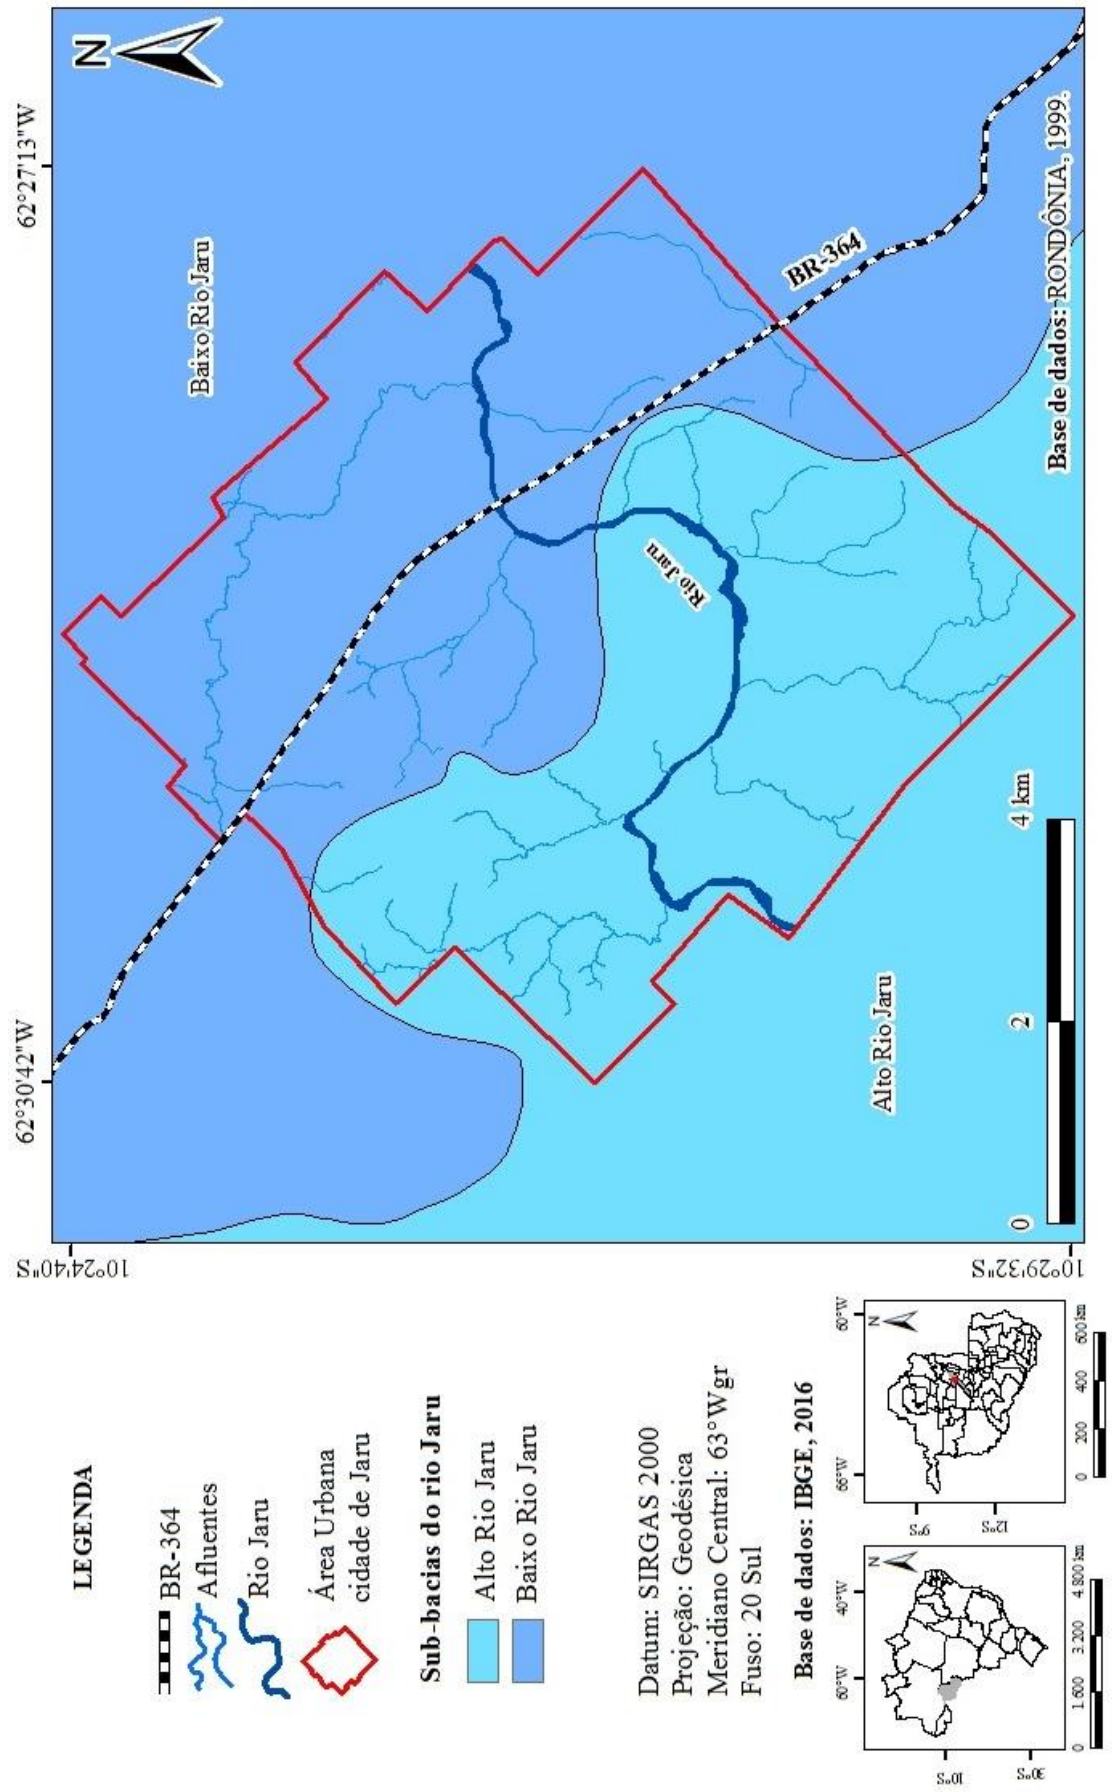 62°30'42"W
62°27'13"W
N
Baixo Rio Jaru
BR-364
Rio Jaru
Alto Rio Jaru
0
2
4 km
Base de dados: RONDÔNIA, 1999.
10°24'40"S
10°29'32"S
LEGENDA
BR-364
Afluentes
Rio Jaru
Área Urbana
cidade de Jaru
Sub-bacias do rio Jaru
Alto Rio Jaru
Baixo Rio Jaru
Datum: SIRGAS 2000
Projeção: Geodésica
Meridiano Central: 63°Wgr
Fuso: 20 Sul
Base de dados: IBGE, 2016
60°W
40°W
N
10°S
30°S
0
1.600
3.200
4.800 km
66°W
60°W
N
9°S
12°S
0
200
400
600 km